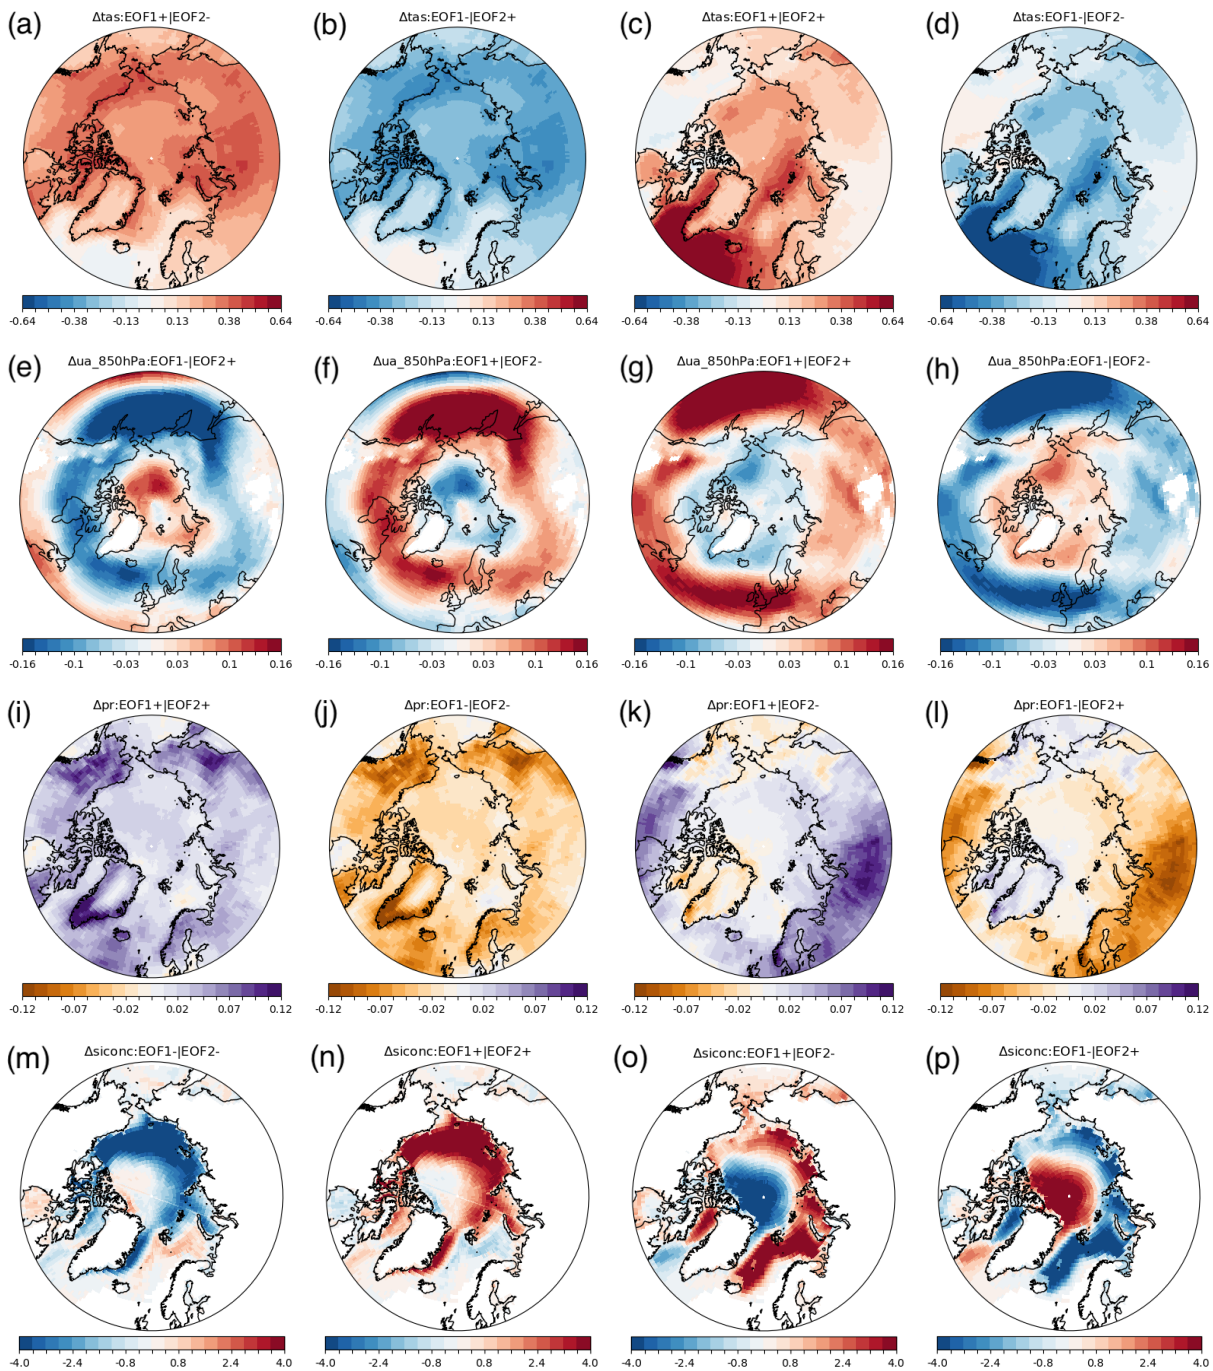 (a) Δtas:EOF1+|EOF2- (b) Δtas:EOF1-|EOF2+ (c) Δtas:EOF1+|EOF2+ (d) Δtas:EOF1-|EOF2-
-0.64 -0.38 -0.13 0.13 0.38 0.64 -0.64 -0.38 -0.13 0.13 0.38 0.64 -0.64 -0.38 -0.13 0.13 0.38 0.64 -0.64 -0.38 -0.13 0.13 0.38 0.64
(e) Δua_850hPa:EOF1-|EOF2+ (f) Δua_850hPa:EOF1+|EOF2- (g) Δua_850hPa:EOF1+|EOF2+ (h) Δua_850hPa:EOF1-|EOF2-
-0.16 -0.1 -0.03 0.03 0.1 0.16 -0.16 -0.1 -0.03 0.03 0.1 0.16 -0.16 -0.1 -0.03 0.03 0.1 0.16 -0.16 -0.1 -0.03 0.03 0.1 0.16
(i) Δpr:EOF1+|EOF2+ (j) Δpr:EOF1-|EOF2- (k) Δpr:EOF1+|EOF2- (l) Δpr:EOF1-|EOF2+
-0.12 -0.07 -0.02 0.02 0.07 0.12 -0.12 -0.07 -0.02 0.02 0.07 0.12 -0.12 -0.07 -0.02 0.02 0.07 0.12 -0.12 -0.07 -0.02 0.02 0.07 0.12
(m) Δsiconc:EOF1-|EOF2- (n) Δsiconc:EOF1+|EOF2+ (o) Δsiconc:EOF1+|EOF2- (p) Δsiconc:EOF1-|EOF2+
-4.0 -2.4 -0.8 0.8 2.4 4.0 -4.0 -2.4 -0.8 0.8 2.4 4.0 -4.0 -2.4 -0.8 0.8 2.4 4.0 -4.0 -2.4 -0.8 0.8 2.4 4.0